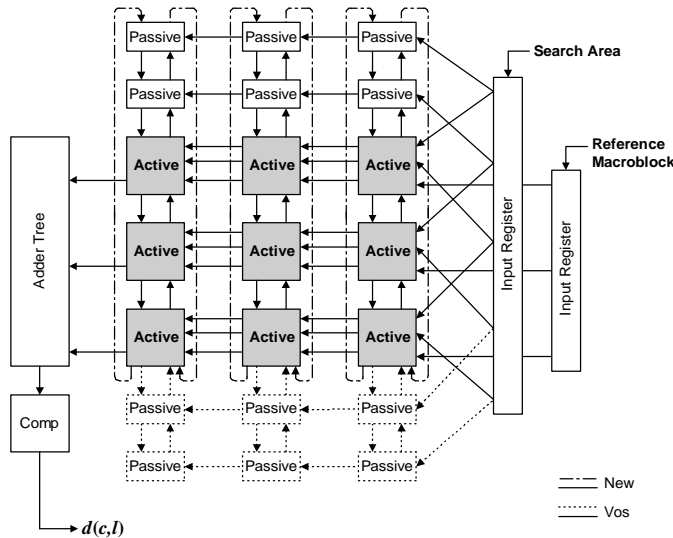 Passive Passive Passive
Search Area
Passive Passive Passive
Active Active Active
Reference
Macroblock
Adder Tree
Active Active Active
Input Register
Input Register
Active Active Active
Comp
Passive Passive Passive
Passive Passive Passive
New
Vos
d(c,l)